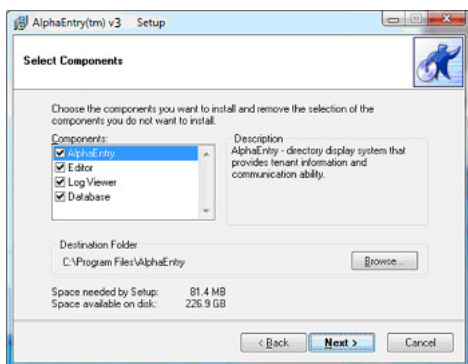 AlphaEntry(tm) v3 Setup
Select Components
Choose the components you want to install and remove the selection of the
components you do not want to install.
Components:
AlphaEntry
Editor
Log Viewer
Database
Description
AlphaEntry - directory display system that
provides tenant information and
communication ability.
Destination Folder
C:\Program Files\AlphaEntry
Browse...
Space needed by Setup: 81.4 MB
Space available on disk: 226.9 GB
< Back Next > Cancel